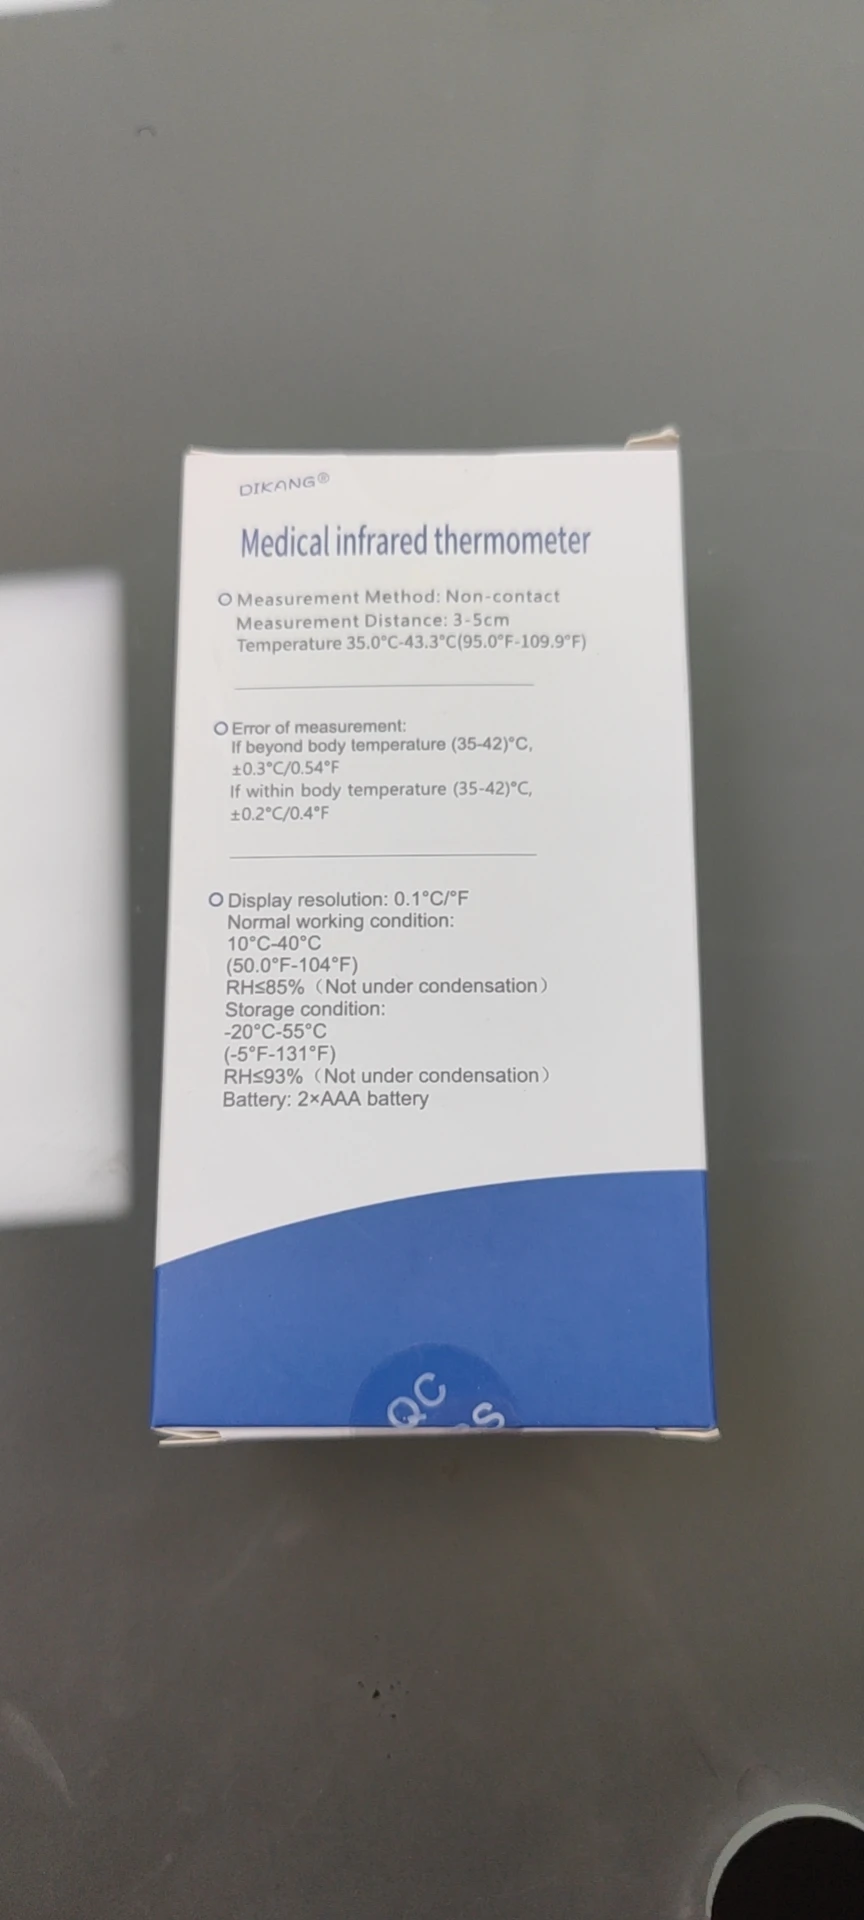 DIKANG®
Medical infrared thermometer
Measurement Method: Non-contact
Measurement Distance: 3-5cm
Temperature 35.0°C-43.3°C(95.0°F-109.9°F)
Error of measurement:
If beyond body temperature (35-42)°C,
±0.3°C/0.54°F
If within body temperature (35-42)°C,
±0.2°C/0.4°F
Display resolution: 0.1°C/°F
Normal working condition:
10°C-40°C
(50.0°F-104°F)
RH≤85%（Not under condensation）
Storage condition:
-20°C-55°C
(-5°F-131°F)
RH≤93%（Not under condensation）
Battery: 2×AAA battery
QC